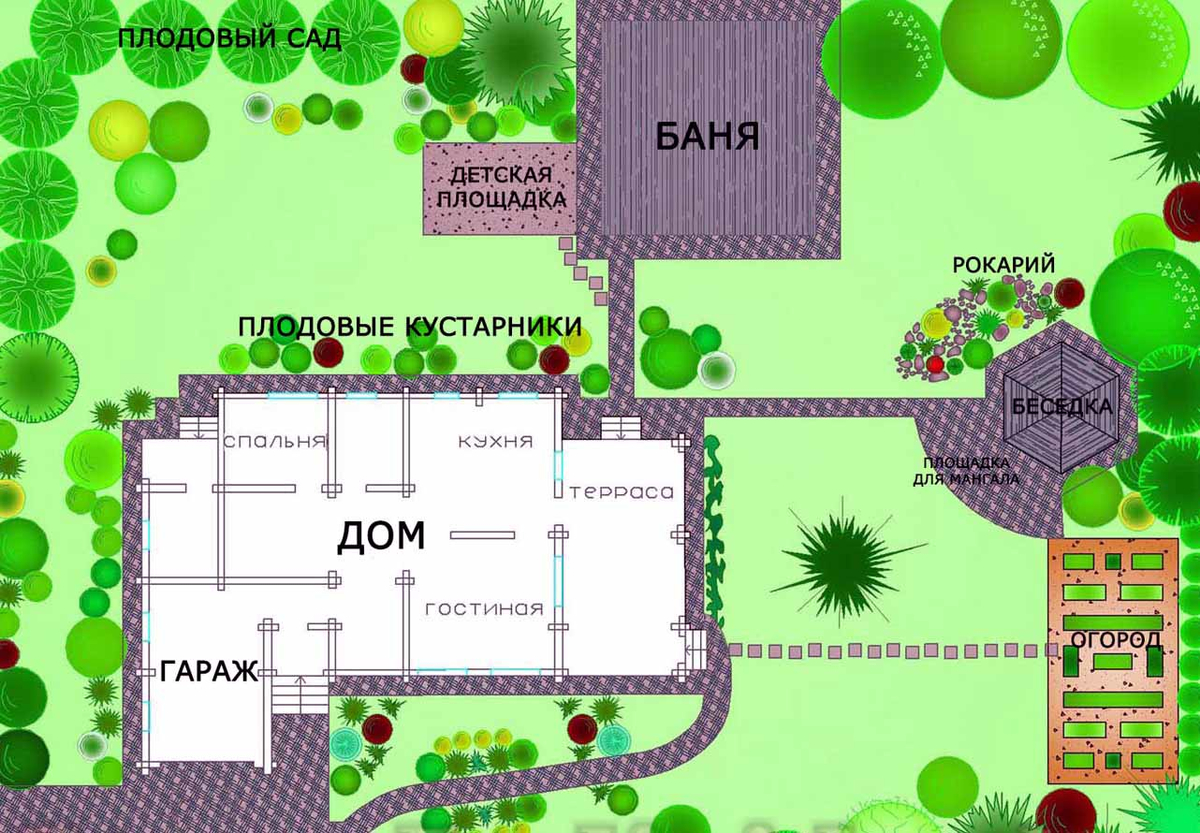 ПЛОДОВЫЙ САД
БАНЯ
ДЕТСКАЯ
ПЛОЩАДКА
РОКАРИЙ
ПЛОДОВЫЕ КУСТАРНИКИ
БЕСЕДКА
спальня
кухня
ПЛОЩАДКА
ДЛЯ МАНГАЛА
терраса
ДОМ
гостиная
ОГОРОД
ГАРАЖ